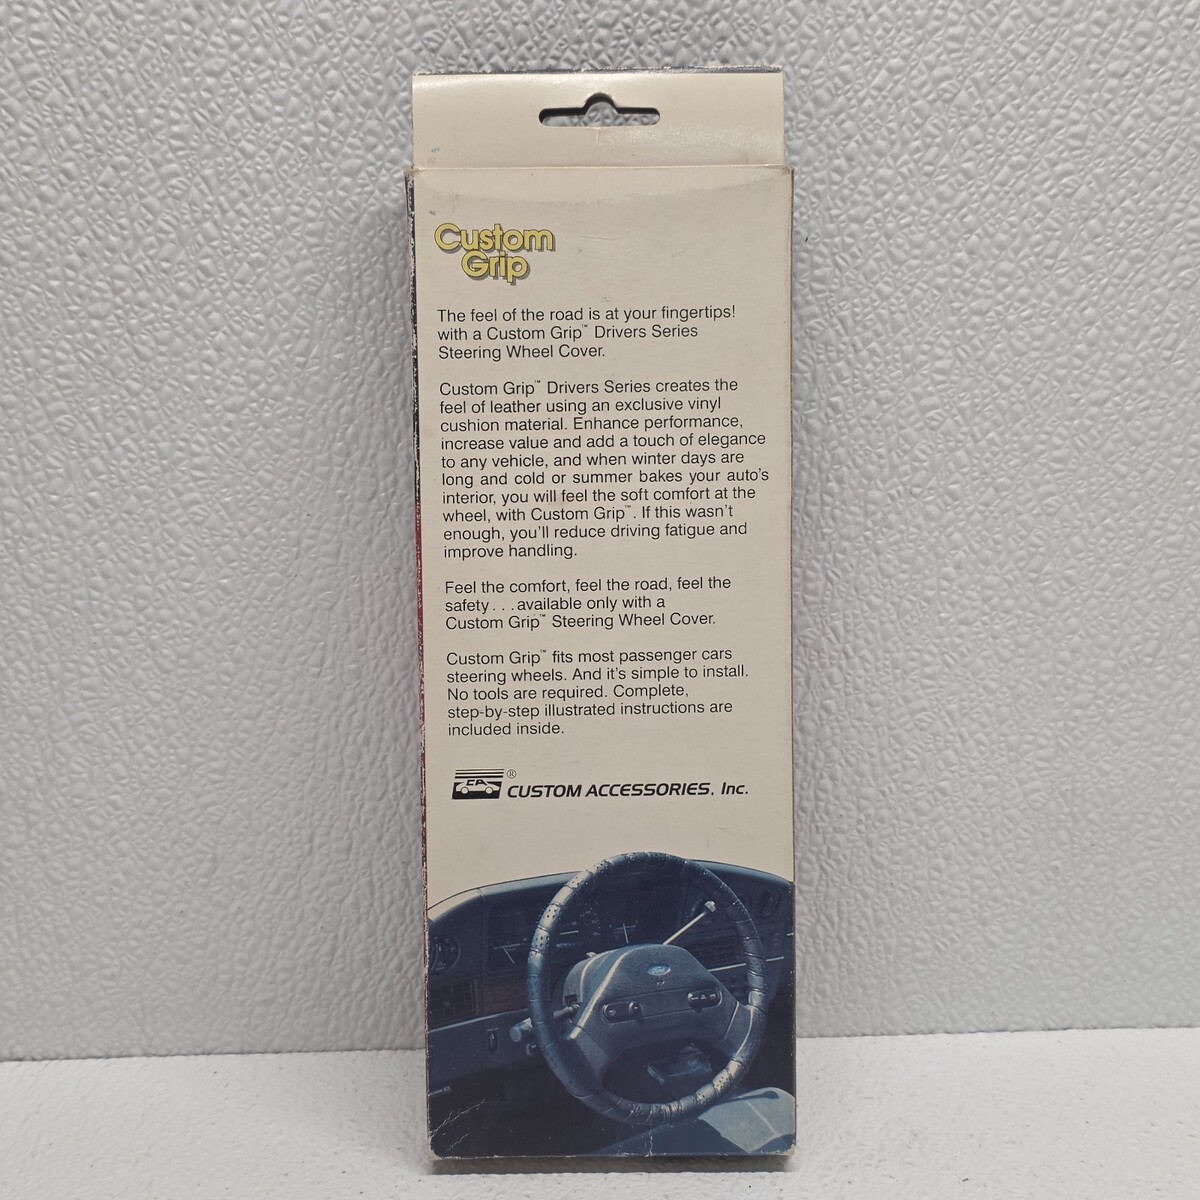 Custom
Grip
The feel of the road is at your fingertips!
with a Custom Grip™ Drivers Series
Steering Wheel Cover.
Custom Grip™ Drivers Series creates the
feel of leather using an exclusive vinyl
cushion material. Enhance performance,
increase value and add a touch of elegance
to any vehicle, and when winter days are
long and cold or summer bakes your auto's
interior, you will feel the soft comfort at the
wheel, with Custom Grip™. If this wasn't
enough, you'll reduce driving fatigue and
improve handling.
Feel the comfort, feel the road, feel the
safety . . . available only with a
Custom Grip™ Steering Wheel Cover.
Custom Grip™ fits most passenger cars
steering wheels. And it's simple to install.
No tools are required. Complete,
step-by-step illustrated instructions are
included inside.
CA ® CUSTOM ACCESSORIES, Inc.
Ford